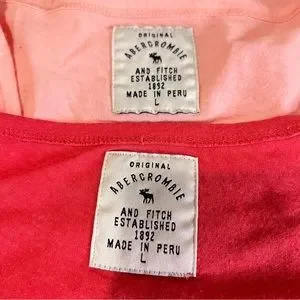 ORIGINAL
ABERCROMBIE
AND FITCH
ESTABLISHED
1892
MADE IN PERU
L
ORIGINAL
ABERCROMBIE
AND FITCH
ESTABLISHED
1892
MADE IN PERU
L